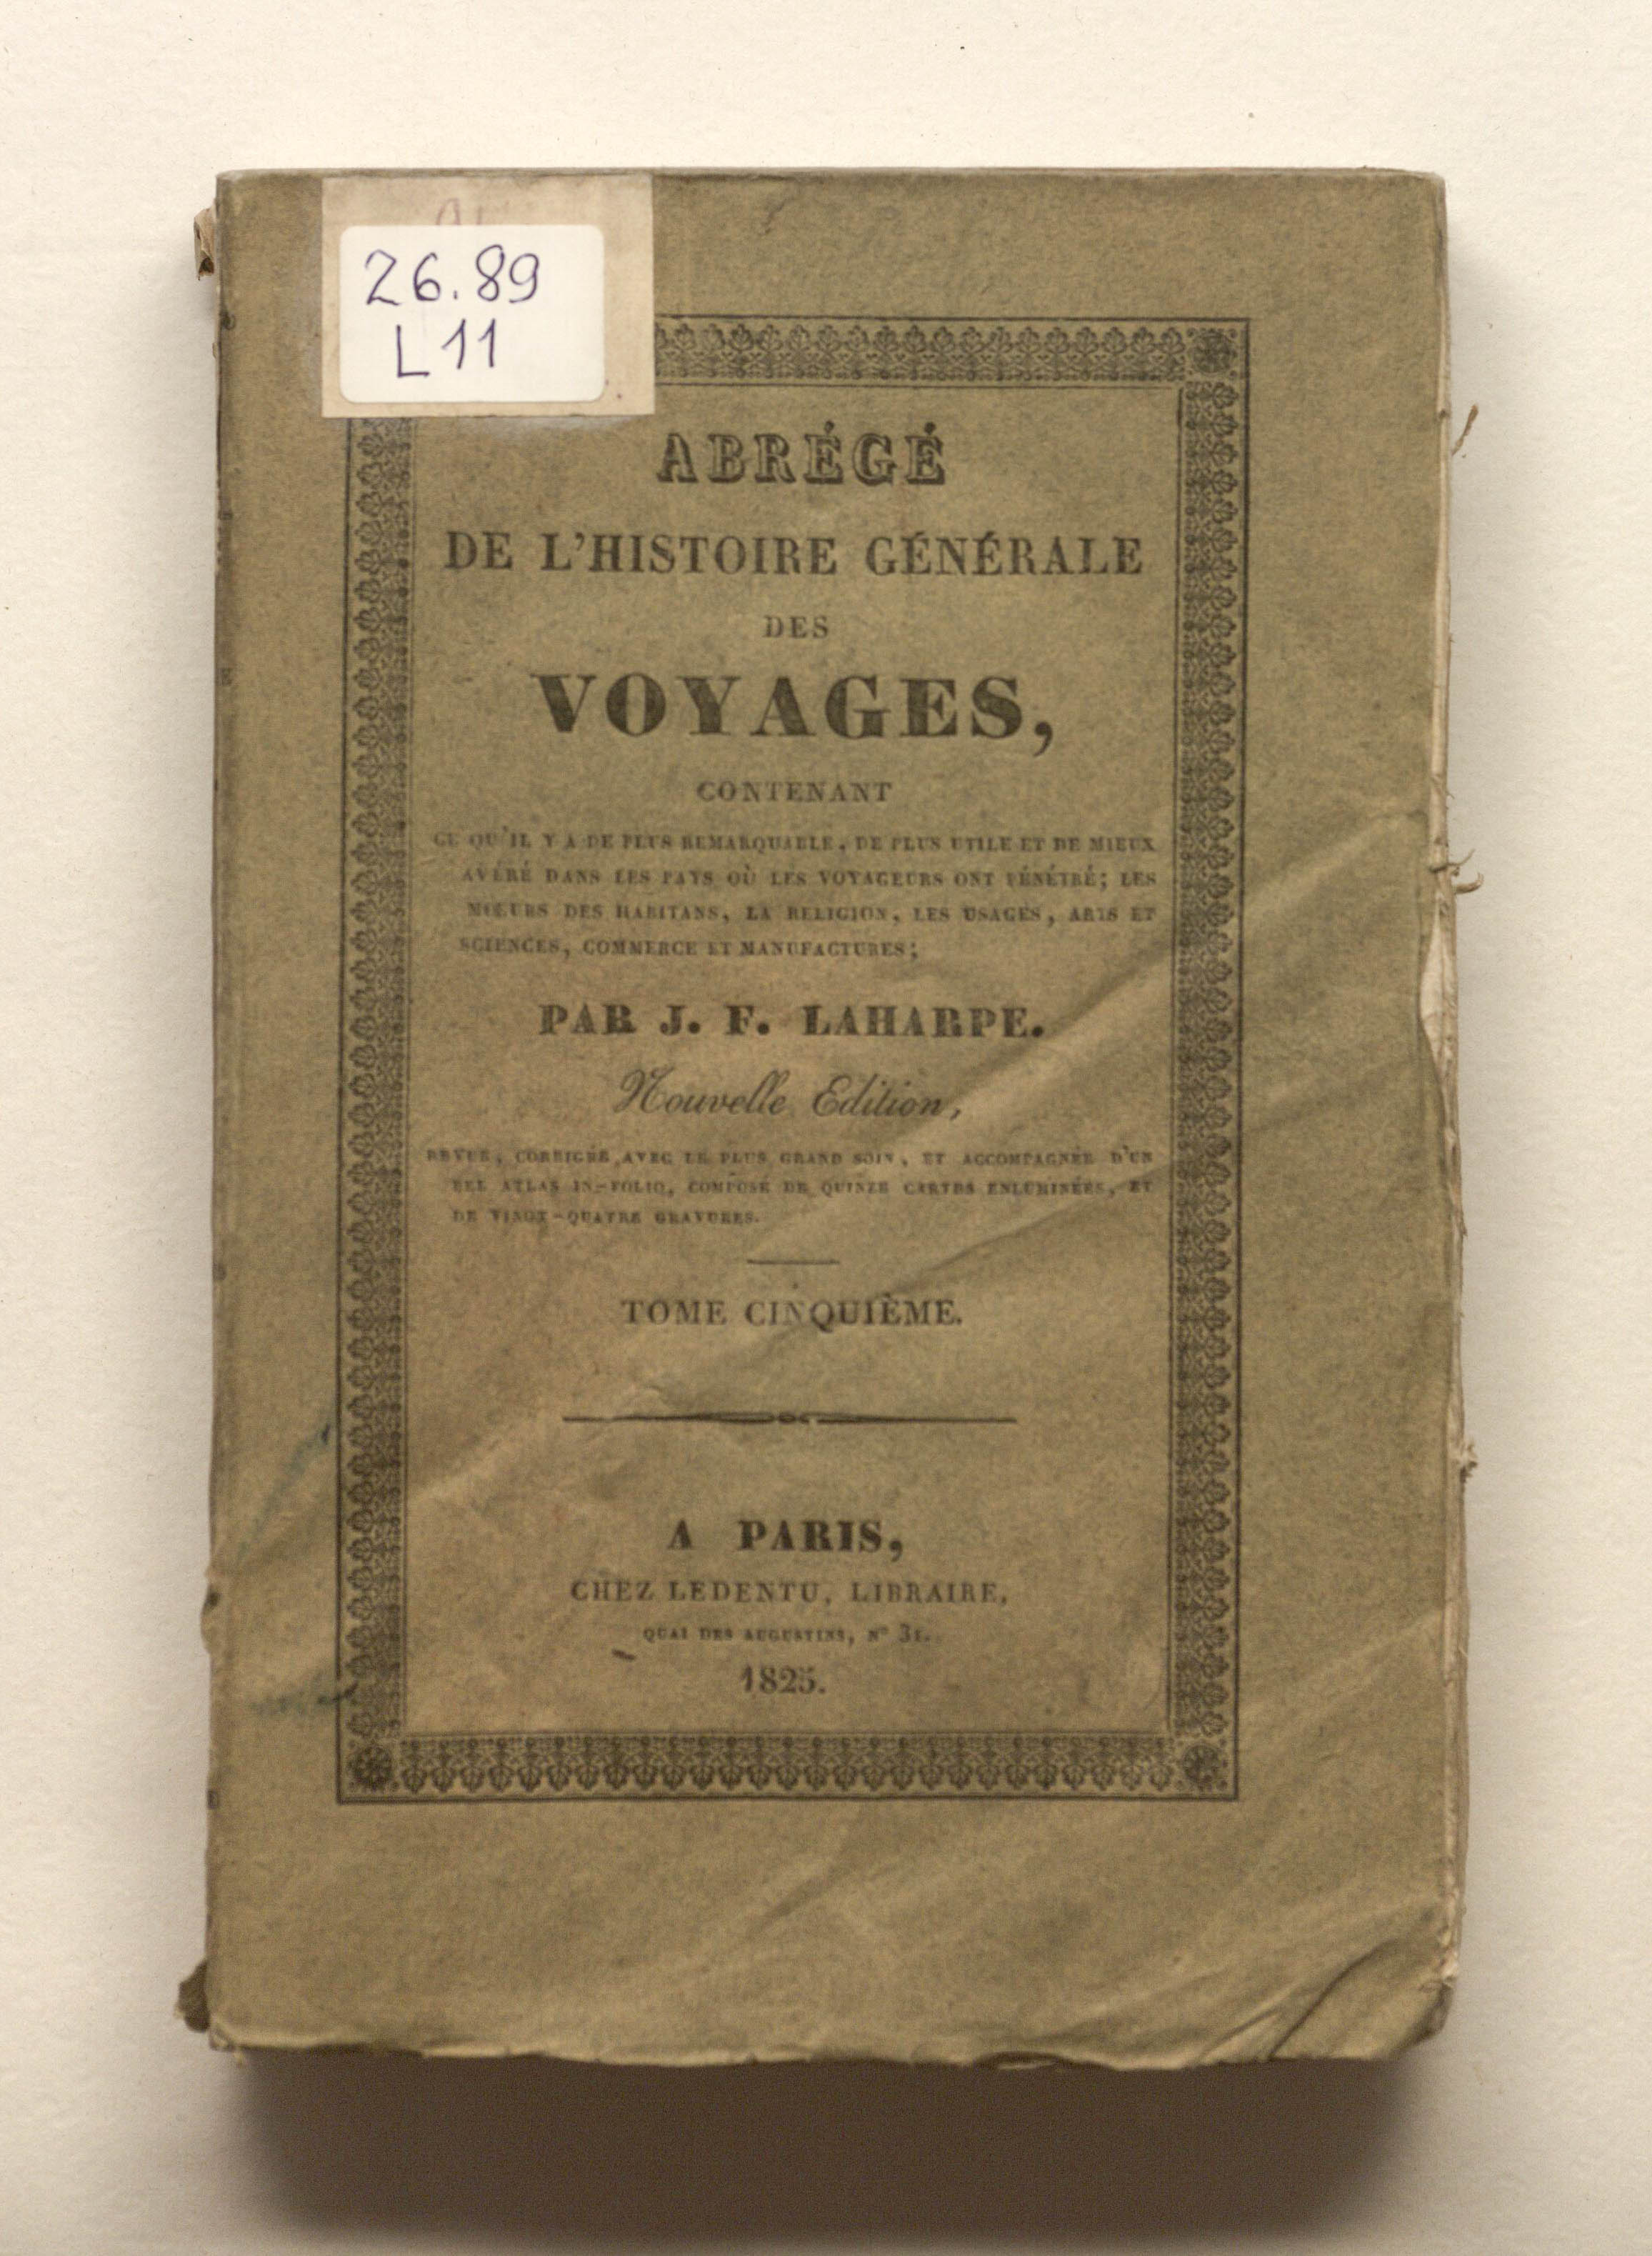 26.89
L11
ABRÉGÉ
DE L'HISTOIRE GÉNÉRALE
DES
VOYAGES,
CONTENANT
CE QU'IL Y A DE PLUS REMARQUABLE, DE PLUS UTILE ET DE MIEUX
AVÉRÉ DANS LES PAYS OÙ LES VOYAGEURS ONT PÉNÉTRÉ; LES
MŒURS DES HABITANS, LA RELIGION, LES USAGES, ARTS ET
SCIENCES, COMMERCE ET MANUFACTURES;
PAR J. F. LAHARPE.
Nouvelle Edition,
REVUE, CORRIGÉE AVEC LE PLUS GRAND SOIN, ET ACCOMPAGNÉE D'UN
BEL ATLAS IN-FOLIO, COMPOSÉ DE QUINZE CARTES ENLUMINÉES, ET
DE VINGT-QUATRE GRAVURES.
TOME CINQUIÈME.
A PARIS,
CHEZ LEDENTU, LIBRAIRE,
QUAI DES AUGUSTINS, N° 31.
1825.